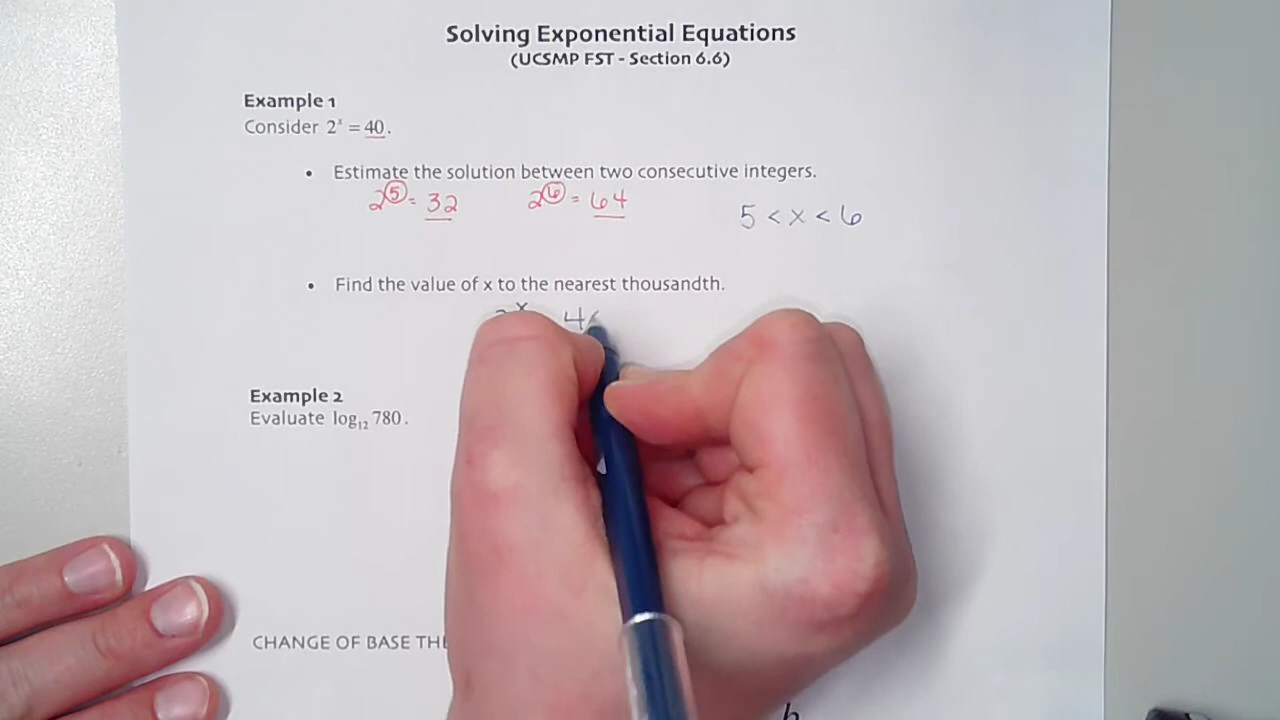 Solving Exponential Equations
(UCSMP FST - Section 6.6)
Example 1
Consider 2ˣ = 40.
• Estimate the solution between two consecutive integers.
2⁵ = 32 2⁶ = 64 5 < x < 6
• Find the value of x to the nearest thousandth.
x 4
Example 2
Evaluate log₁₂ 780.
CHANGE OF BASE